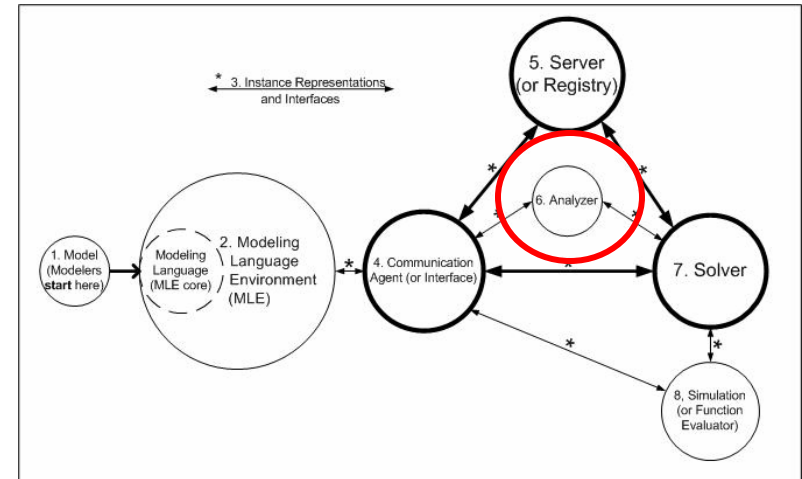 5. Server
(or Registry)
* 3. Instance Representations
and Interfaces
*
*
6. Analyzer
*
*
1. Model
(Modelers
start here)
Modeling
Language
(MLE core)
2. Modeling
Language
Environment
(MLE)
*
4. Communication
Agent (or Interface)
*
7. Solver
*
*
8, Simulation
(or Function
Evaluator)